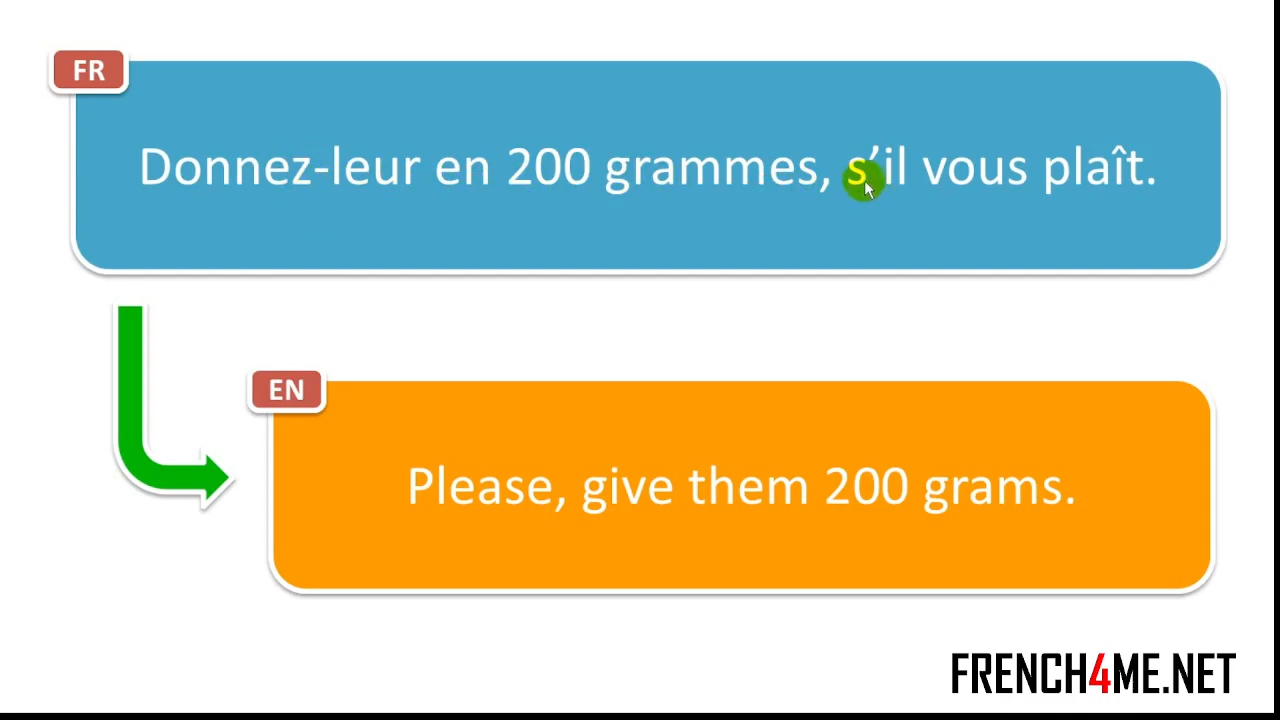 FR
Donnez-leur en 200 grammes, s’il vous plaît.
EN
Please, give them 200 grams.
FRENCH4ME.NET